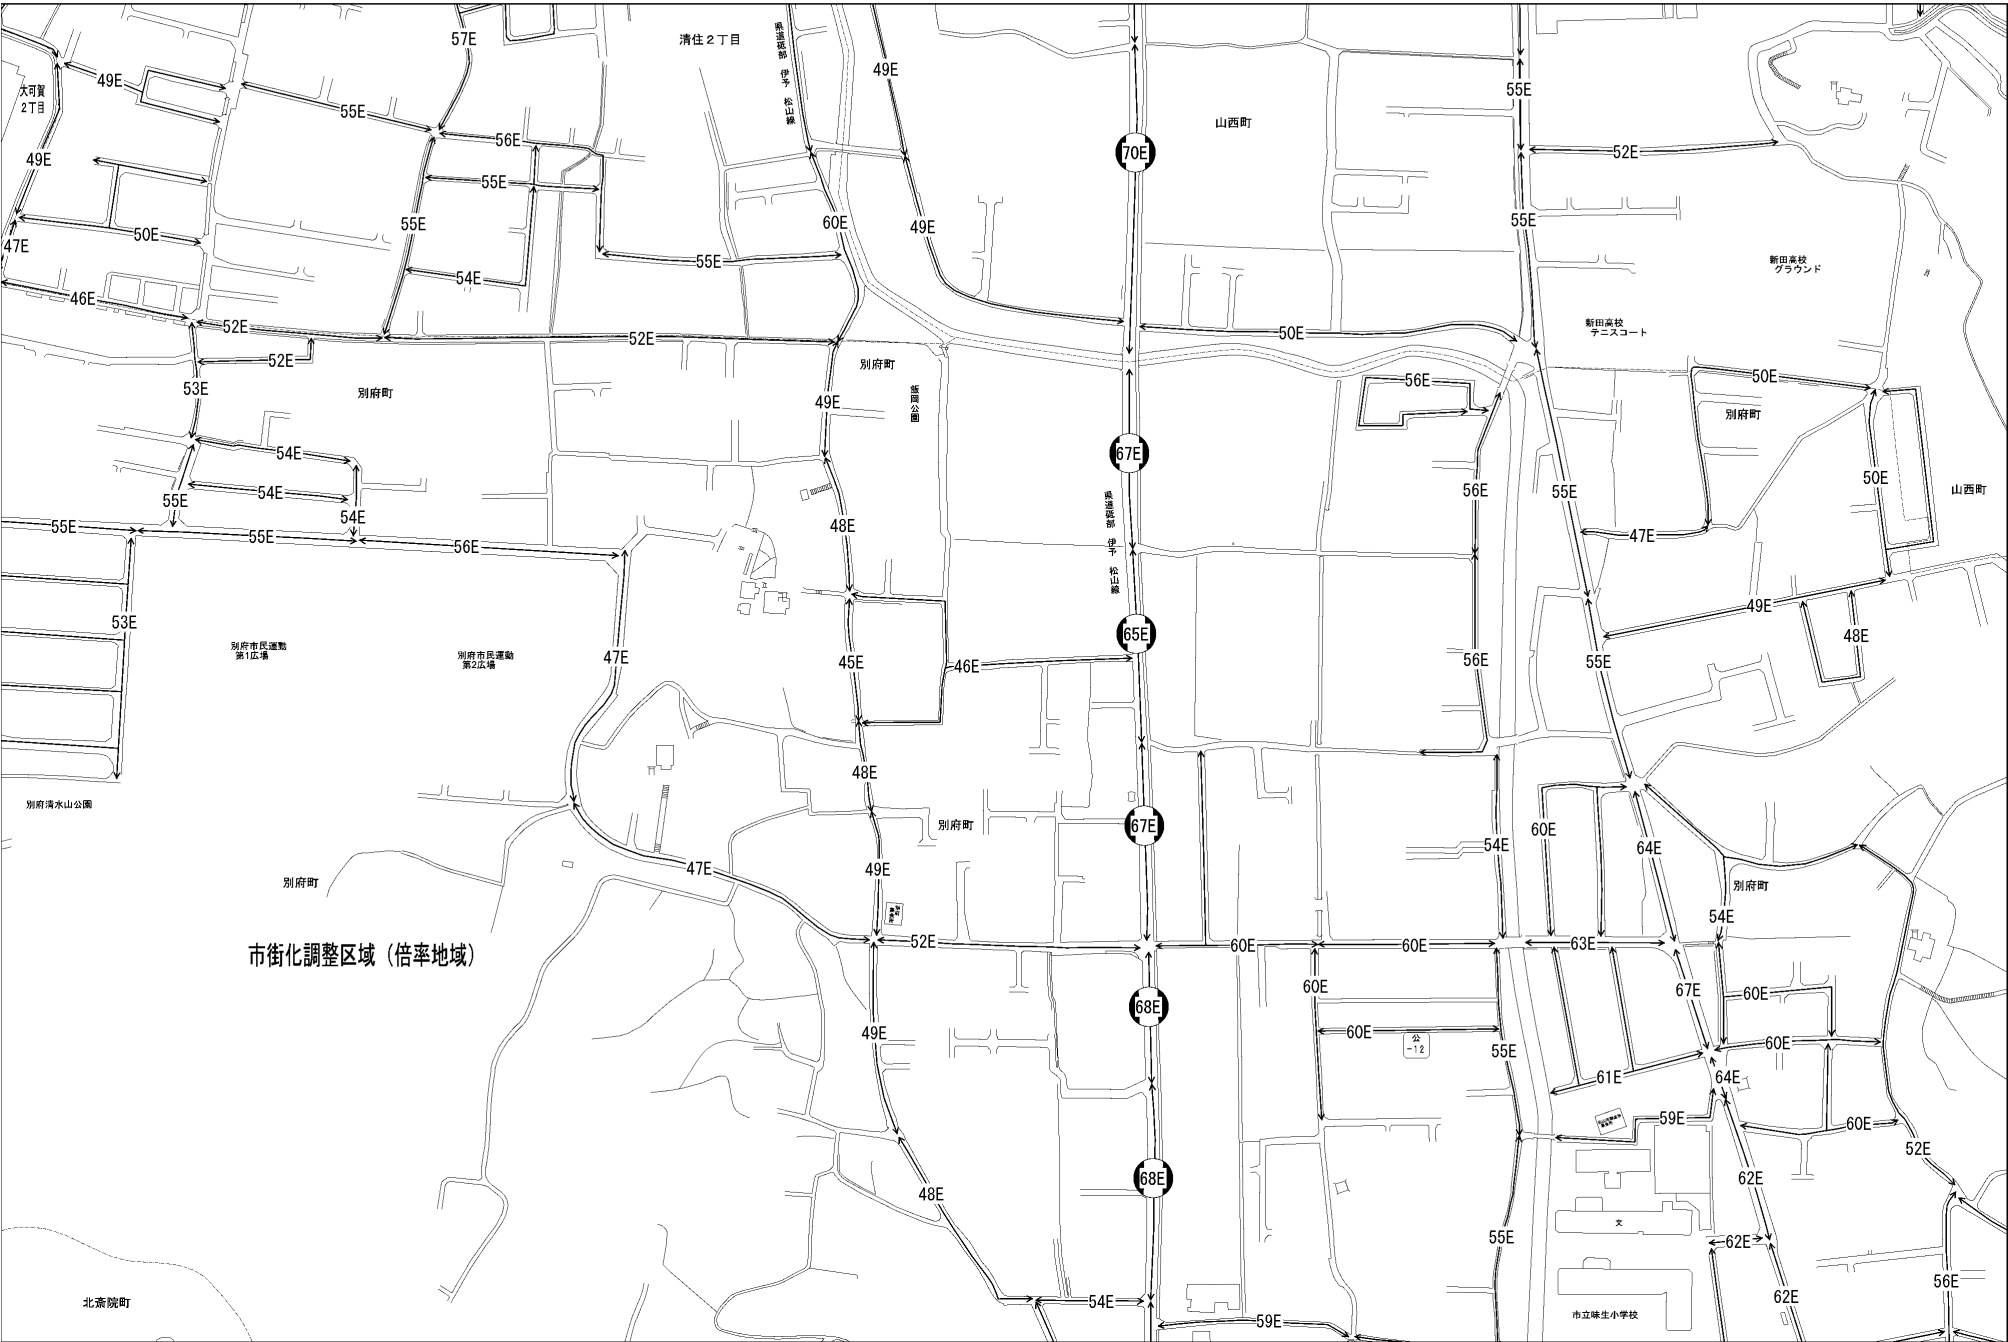 57E
清住２丁目
県道砥部　伊予　松山線
49E
49E
大可賀
２丁目
55E
55E
70E
山西町
56E
52E
49E
55E
55E
60E
49E
55E
50E
47E
54E
55E
新田高校
グラウンド
46E
52E
52E
50E
新田高校
テニスコート
52E
53E
別府町
別府町
飯岡公園
49E
56E
50E
別府町
54E
67E
54E
55E
54E
50E
山西町
56E
55E
県道砥部　伊予　松山線
55E
55E
56E
48E
47E
53E
49E
65E
48E
別府市民運動
第1広場
別府市民運動
第2広場
47E
45E
46E
56E
55E
48E
別府清水山公園
別府町
67E
60E
64E
54E
47E
49E
別府町
別府町
54E
市街化調整区域（倍率地域）
52E
60E
60E
63E
60E
68E
67E
60E
49E
60E
公
-12
55E
60E
61E
64E
59E
60E
52E
48E
68E
62E
文
55E
62E
56E
北斎院町
54E
59E
市立味生小学校
62E